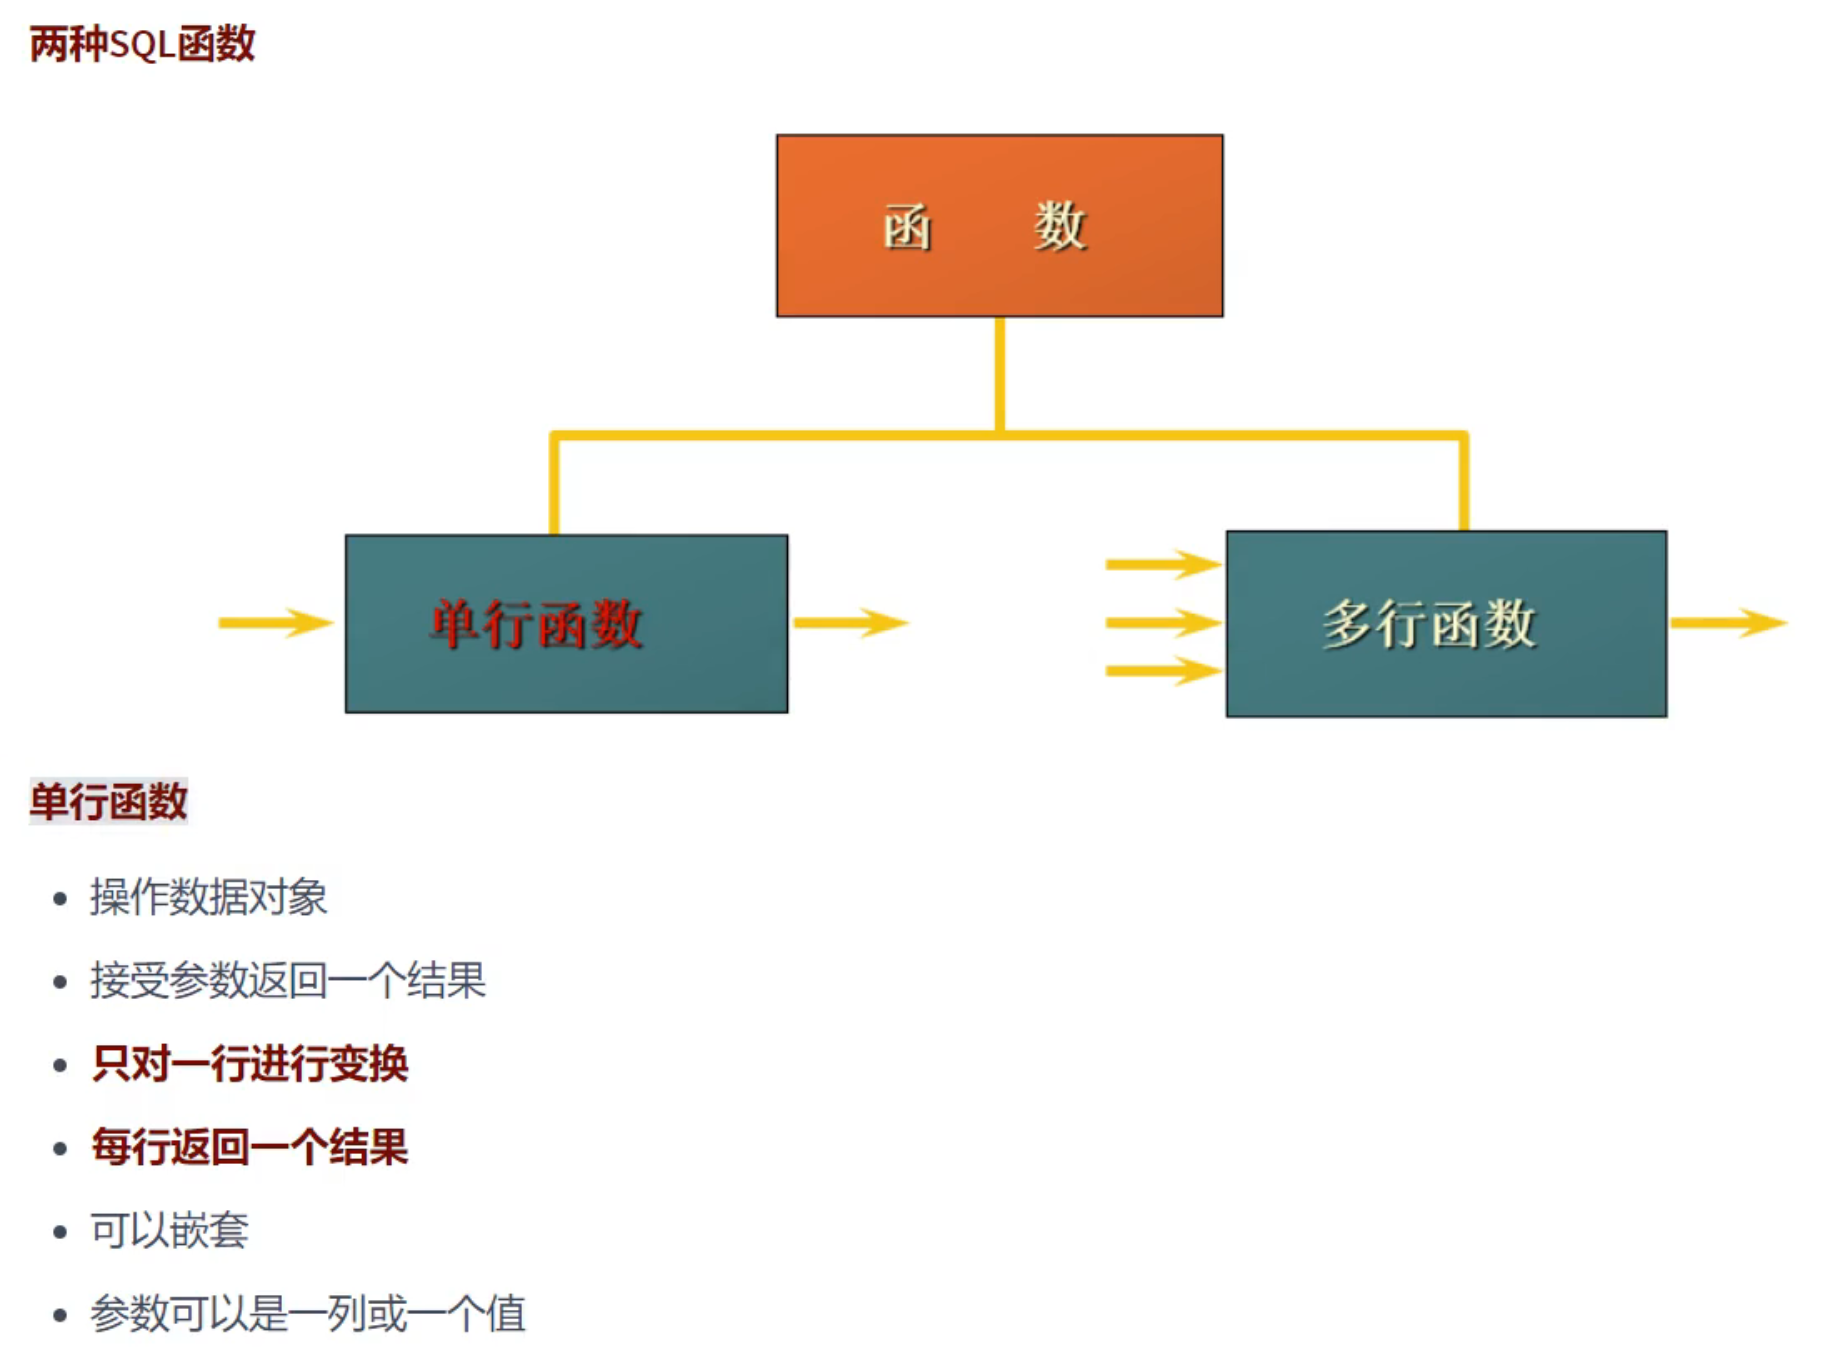 两种SQL函数
函 数
单行函数
多行函数
单行函数
操作数据对象
接受参数返回一个结果
只对一行进行变换
每行返回一个结果
可以嵌套
参数可以是一列或一个值